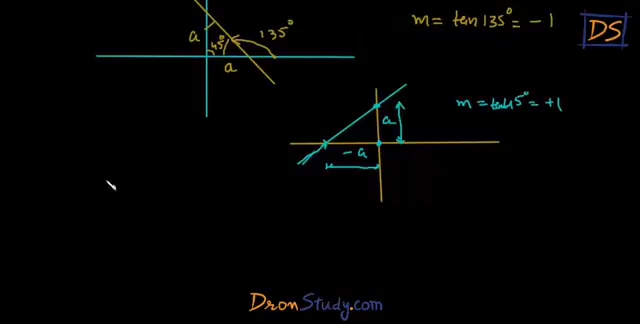 m = tan 135° = -1
DS
135°
a
45°
a
m = tan 45° = +1
a
-a
DronStudy.com